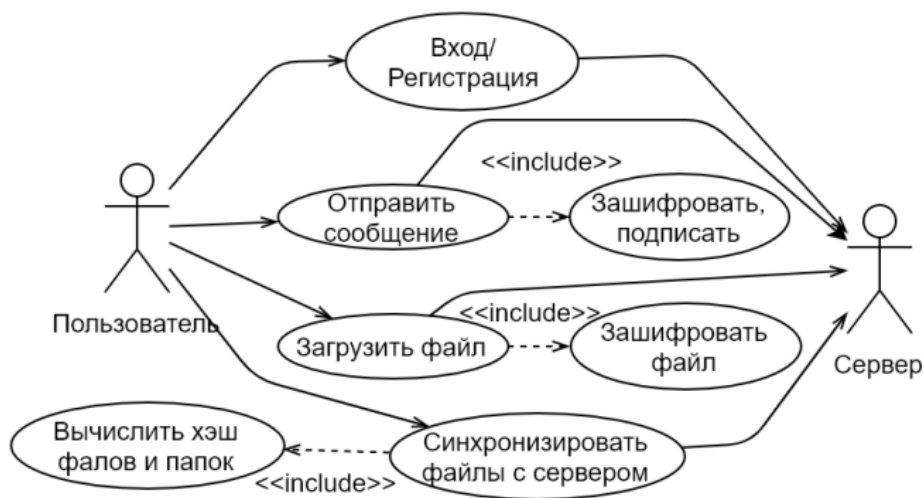 Вход/
Регистрация
<<include>>
Отправить
сообщение
Зашифровать,
подписать
Пользователь
<<include>>
Загрузить файл
Зашифровать
файл
Сервер
Вычислить хэш
фалов и папок
<<include>>
Синхронизировать
файлы с сервером